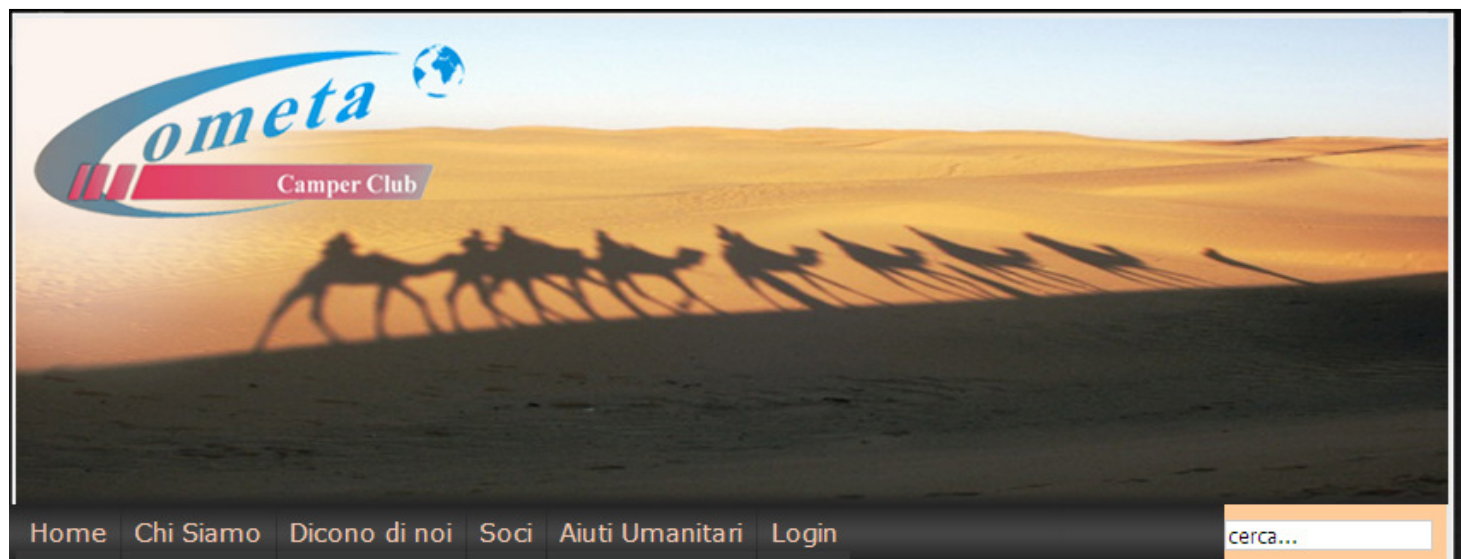 Cometa
Camper Club
Home Chi Siamo Dicono di noi Soci Aiuti Umanitari Login
cerca...